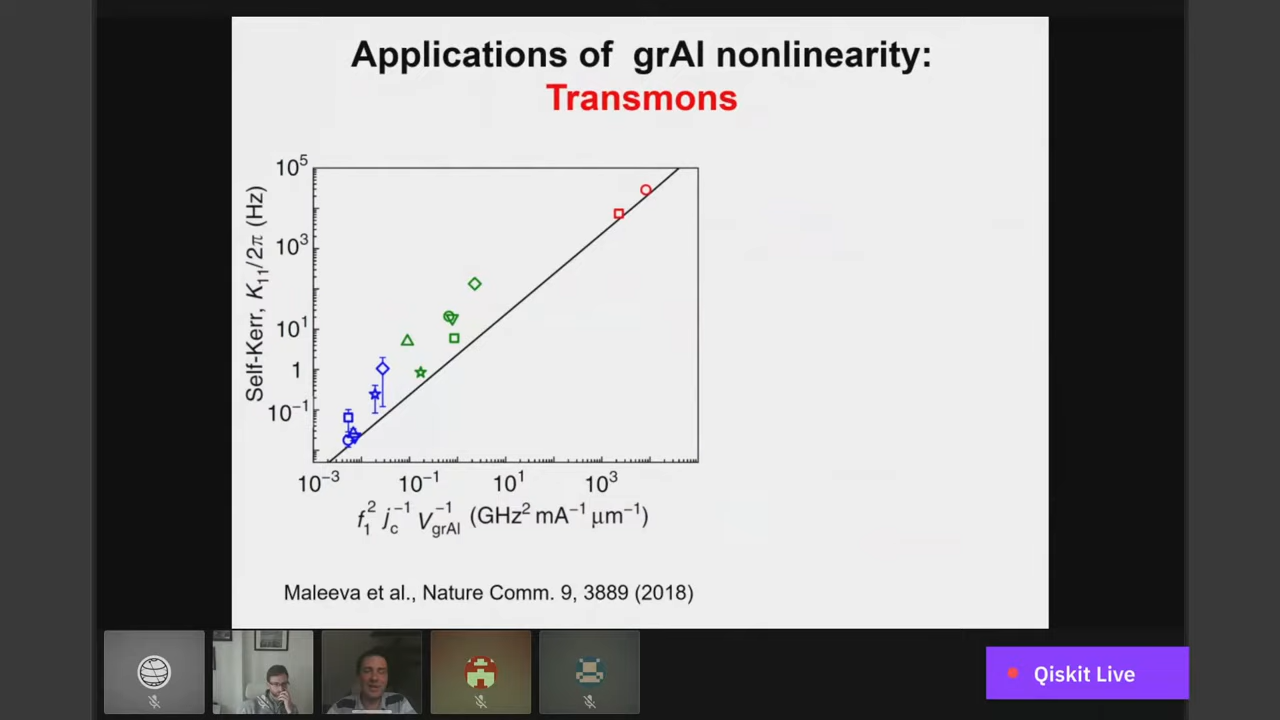 Applications of grAl nonlinearity:
Transmons
Self-Kerr, K₁₁/2π (Hz)
10⁵
10³
10¹
1
10⁻¹
10⁻³ 10⁻¹ 10¹ 10³
f₁² j_c⁻¹ V_grAl⁻¹ (GHz² mA⁻¹ μm⁻¹)
Maleeva et al., Nature Comm. 9, 3889 (2018)
Qiskit Live